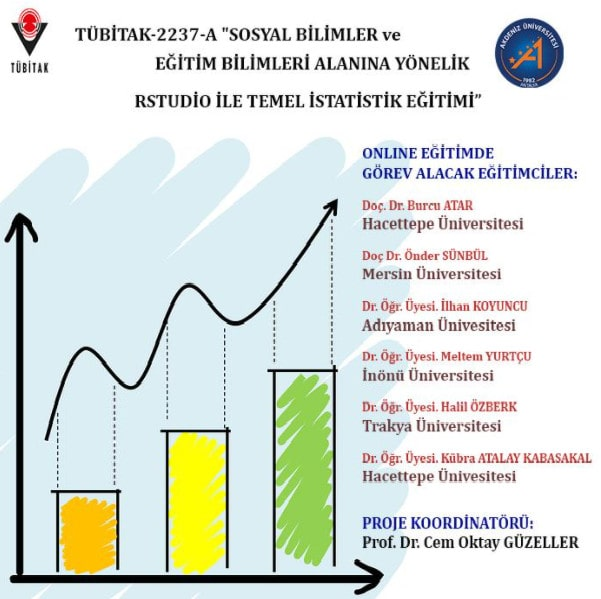 TÜBİTAK
TÜBİTAK-2237-A "SOSYAL BİLİMLER ve
EĞİTİM BİLİMLERİ ALANINA YÖNELİK
RSTUDIO İLE TEMEL İSTATİSTİK EĞİTİMİ”
AKDENİZ ÜNİVERSİTESİ
1982
ANTALYA
ONLINE EĞİTİMDE
GÖREV ALACAK EĞİTİMCİLER:
Doç. Dr. Burcu ATAR
Hacettepe Üniversitesi
Doç Dr. Önder SÜNBÜL
Mersin Üniversitesi
Dr. Öğr. Üyesi. İlhan KOYUNCU
Adıyaman Univesitesi
Dr. Öğr. Üyesi. Meltem YURTÇU
İnönü Üniversitesi
Dr. Öğr. Üyesi. Halil ÖZBERK
Trakya Üniversitesi
Dr. Öğr. Üyesi. Kübra ATALAY KABASAKAL
Hacettepe Ünivesitesi
PROJE KOORDİNATÖRÜ:
Prof. Dr. Cem Oktay GÜZELLER